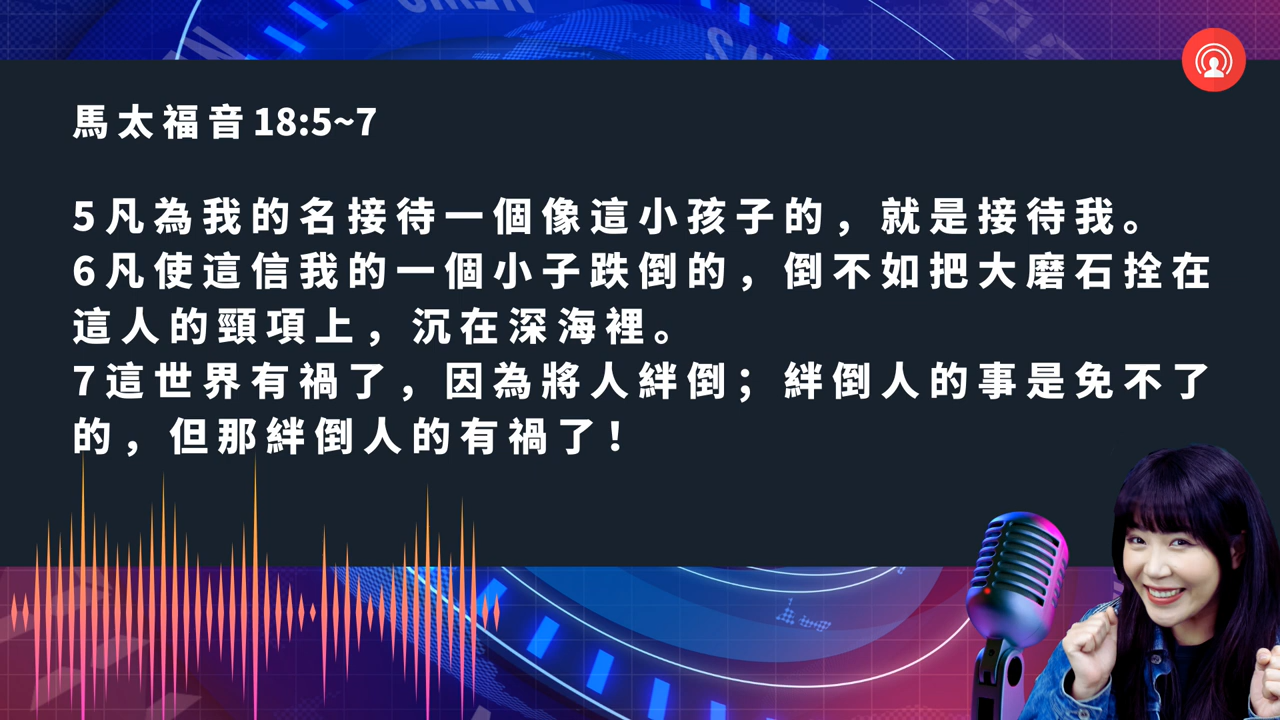 NEWS
馬太福音18:5~7
5凡為我的名接待一個像這小孩子的，就是接待我。
6凡使這信我的一個小子跌倒的，倒不如把大磨石拴在
這人的頸項上，沉在深海裡。
7這世界有禍了，因為將人絆倒；絆倒人的事是免不了
的，但那絆倒人的有禍了！